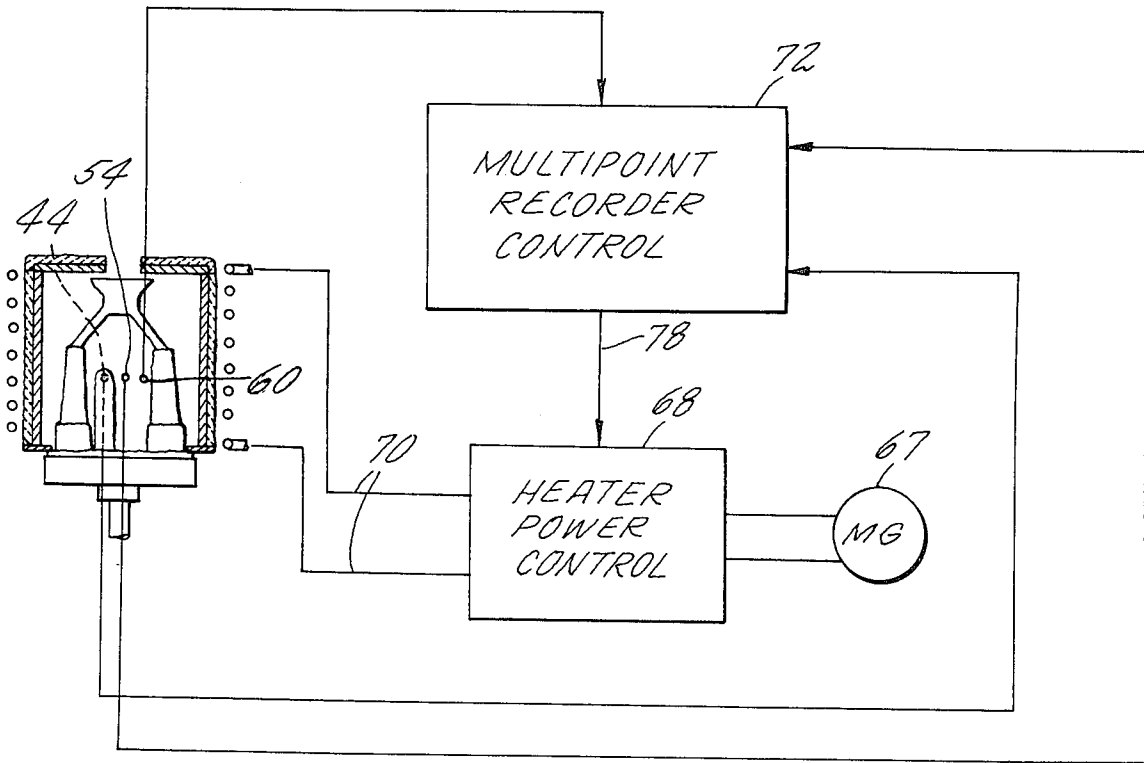 72
MULTIPOINT
RECORDER
CONTROL
54
44
78
60
68
67
HEATER
POWER
CONTROL
MG
70